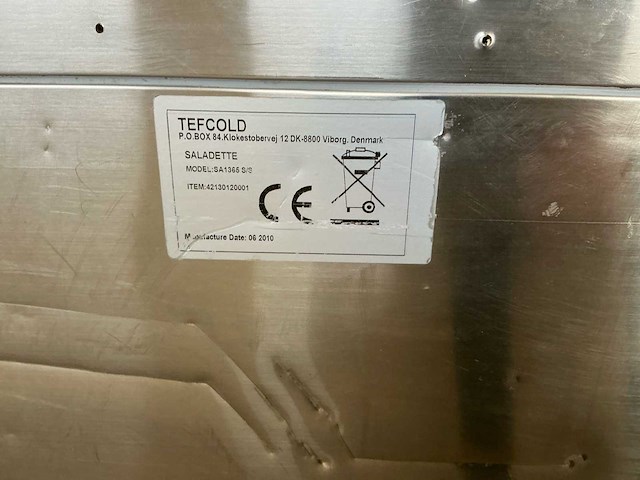 TEFCOLD
P.O.BOX 84.Klokestobervej 12 DK-8800 Viborg. Denmark
SALADETTE
MODEL:SA1365 S/S
ITEM:42130120001
CE
Manufacture Date: 06 2010